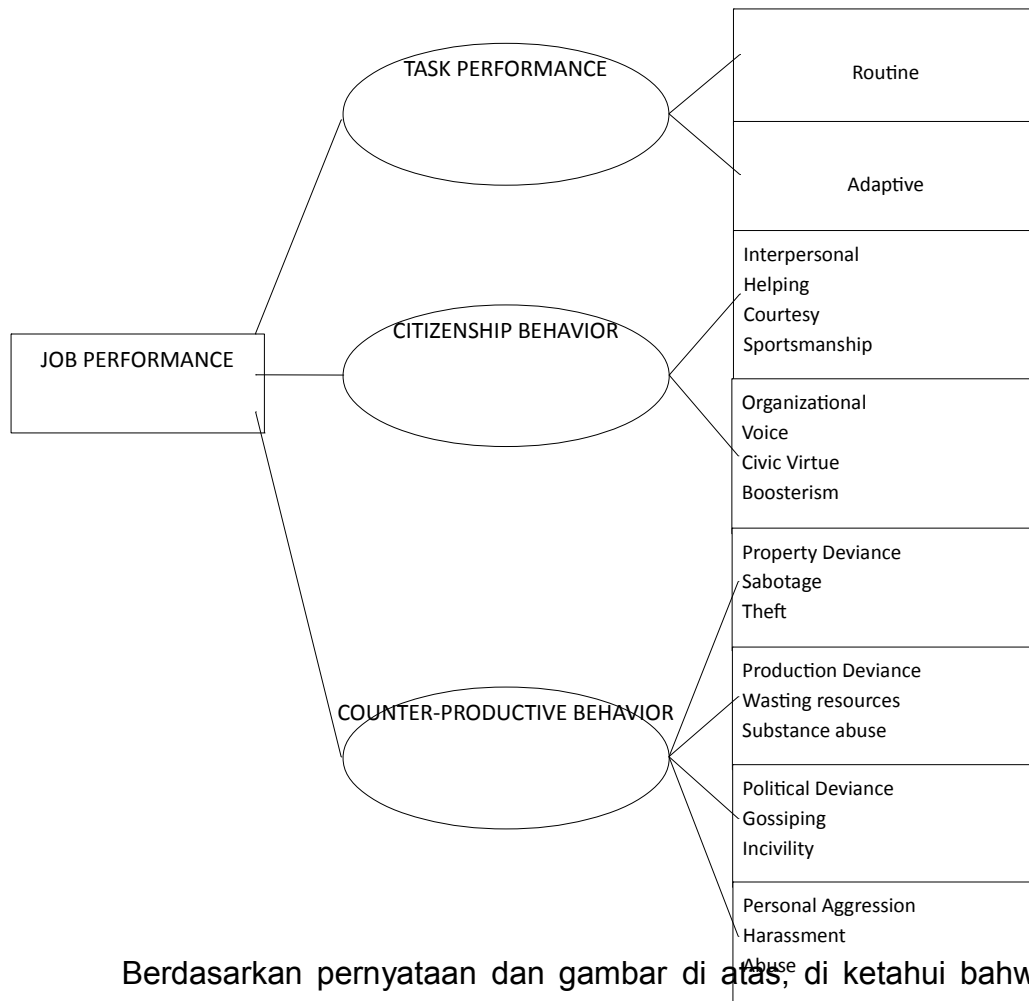 TASK PERFORMANCE
Routine
Adaptive
JOB PERFORMANCE
CITIZENSHIP BEHAVIOR
Interpersonal
Helping
Courtesy
Sportsmanship
Organizational
Voice
Civic Virtue
Boosterism
COUNTER-PRODUCTIVE BEHAVIOR
Property Deviance
Sabotage
Theft
Production Deviance
Wasting resources
Substance abuse
Political Deviance
Gossiping
Incivility
Personal Aggression
Harassment
Abuse
Berdasarkan pernyataan dan gambar di atas, di ketahui bahw